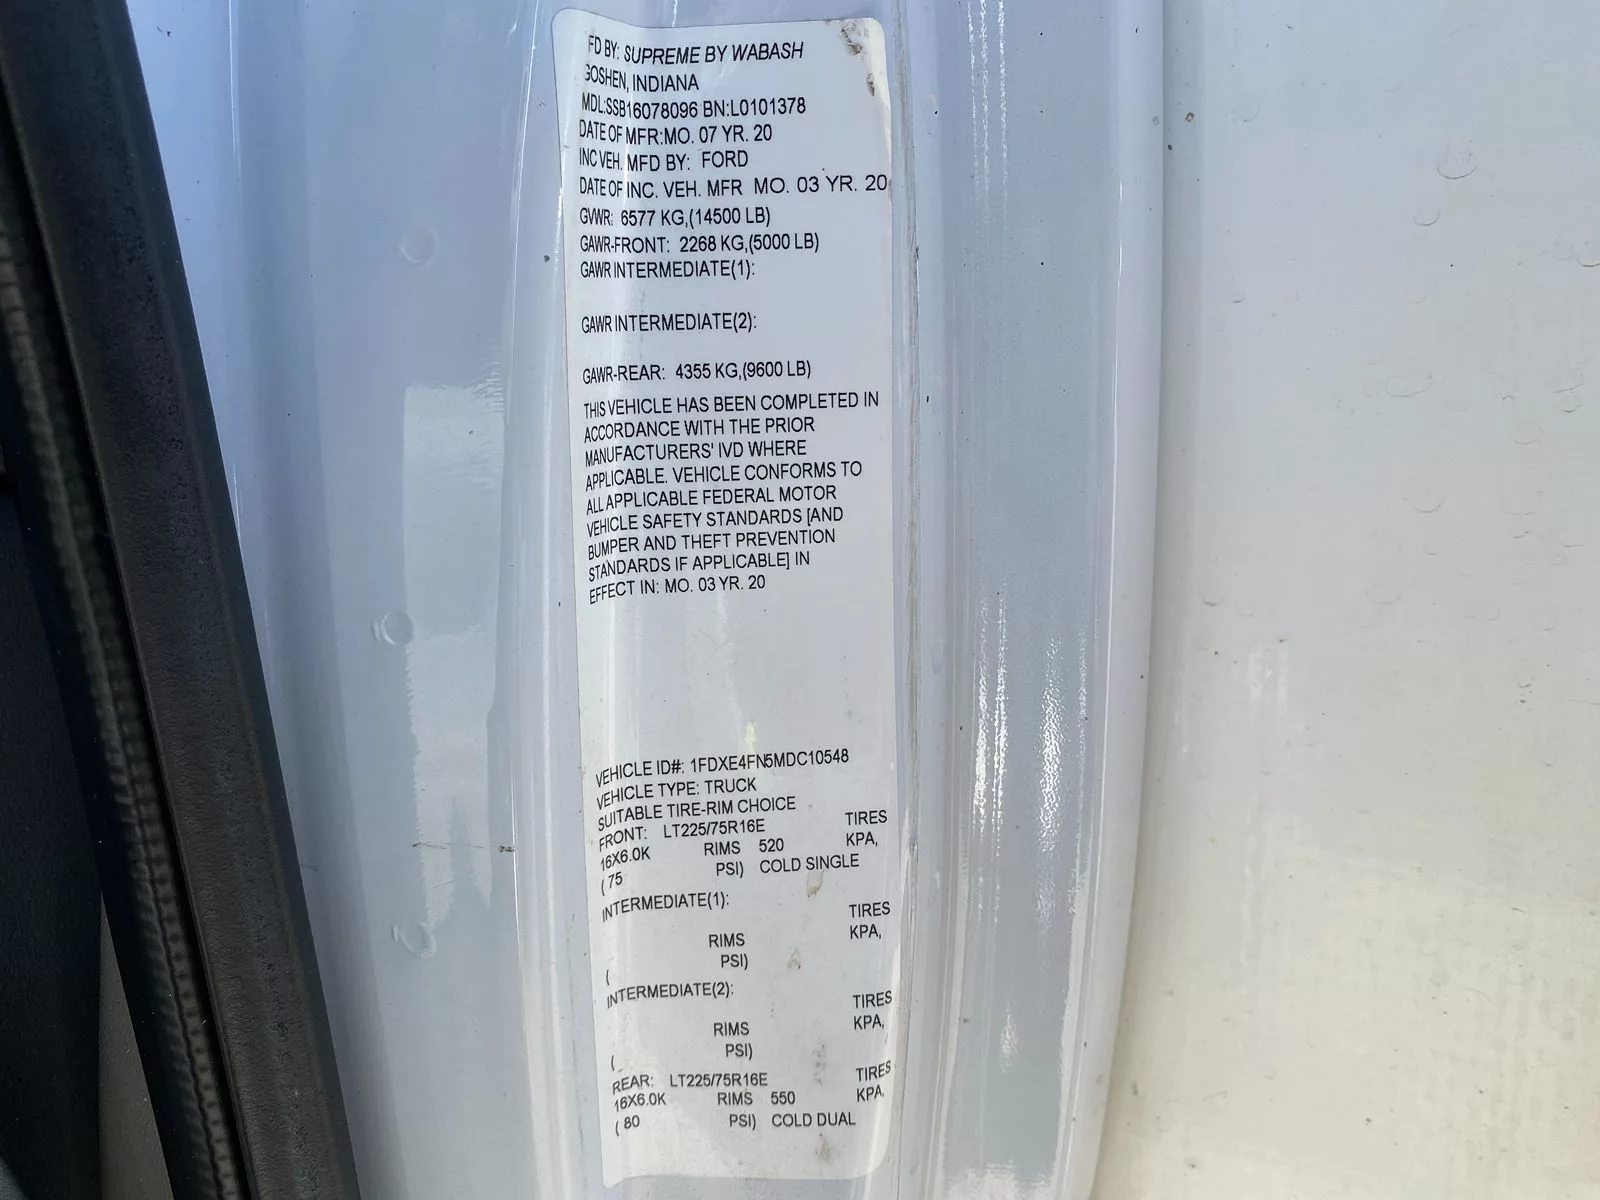 FD BY: SUPREME BY WABASH
GOSHEN, INDIANA
MDL:SSB16078096 BN:L0101378
DATE OF MFR:MO. 07 YR. 20
INC VEH. MFD BY: FORD
DATE OF INC. VEH. MFR MO. 03 YR. 20
GVWR: 6577 KG,(14500 LB)
GAWR-FRONT: 2268 KG,(5000 LB)
GAWR INTERMEDIATE(1):
GAWR INTERMEDIATE(2):
GAWR-REAR: 4355 KG,(9600 LB)
THIS VEHICLE HAS BEEN COMPLETED IN
ACCORDANCE WITH THE PRIOR
MANUFACTURERS' IVD WHERE
APPLICABLE. VEHICLE CONFORMS TO
ALL APPLICABLE FEDERAL MOTOR
VEHICLE SAFETY STANDARDS [AND
BUMPER AND THEFT PREVENTION
STANDARDS IF APPLICABLE] IN
EFFECT IN: MO. 03 YR. 20
VEHICLE ID#: 1FDXE4FN5MDC10548
VEHICLE TYPE: TRUCK
SUITABLE TIRE-RIM CHOICE
FRONT: LT225/75R16E TIRES
16X6.0K RIMS 520 KPA,
( 75 PSI) COLD SINGLE
INTERMEDIATE(1): TIRES
RIMS KPA,
( PSI)
INTERMEDIATE(2): TIRES
RIMS KPA,
( PSI)
REAR: LT225/75R16E TIRES
16X6.0K RIMS 550 KPA,
( 80 PSI) COLD DUAL